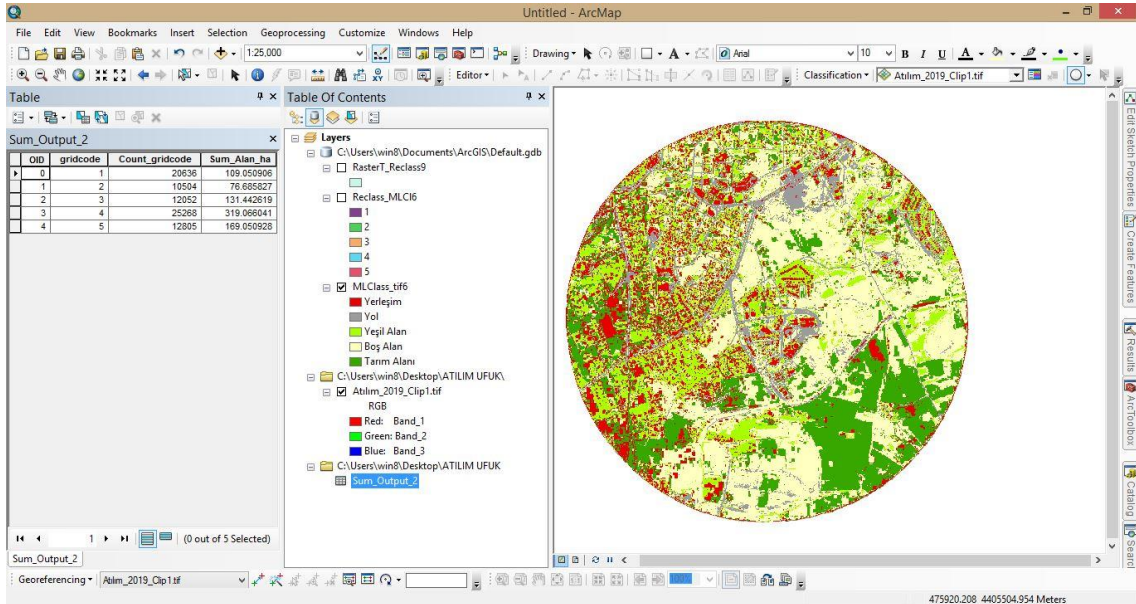 Untitled - ArcMap
File Edit View Bookmarks Insert Selection Geoprocessing Customize Windows Help
1:25,000 Drawing Arial 10 B I U A
Editor Classification Atılım_2019_Clip1.tif
Table
Sum_Output_2
OID gridcode Count_gridcode Sum_Alan_ha
0 1 20636 109.050906
1 2 10504 76.685827
2 3 12052 131.442619
3 4 25268 319.066041
4 5 12805 169.050928
1 (0 out of 5 Selected)
Sum_Output_2
Table Of Contents
Layers
C:\Users\win8\Documents\ArcGIS\Default.gdb
RasterT_Reclass9
Reclass_MLCl6
1
2
3
4
5
MLClass_tif6
Yerleşim
Yol
Yeşil Alan
Boş Alan
Tarım Alanı
C:\Users\win8\Desktop\ATILIM UFUK\
Atılım_2019_Clip1.tif
RGB
Red: Band_1
Green: Band_2
Blue: Band_3
C:\Users\win8\Desktop\ATILIM UFUK
Sum_Output_2
Edit Sketch Properties
Create Features
Results
ArcToolbox
Catalog
Search
Georeferencing Atılım_2019_Clip1.tif 100%
475920.208 4405504.954 Meters